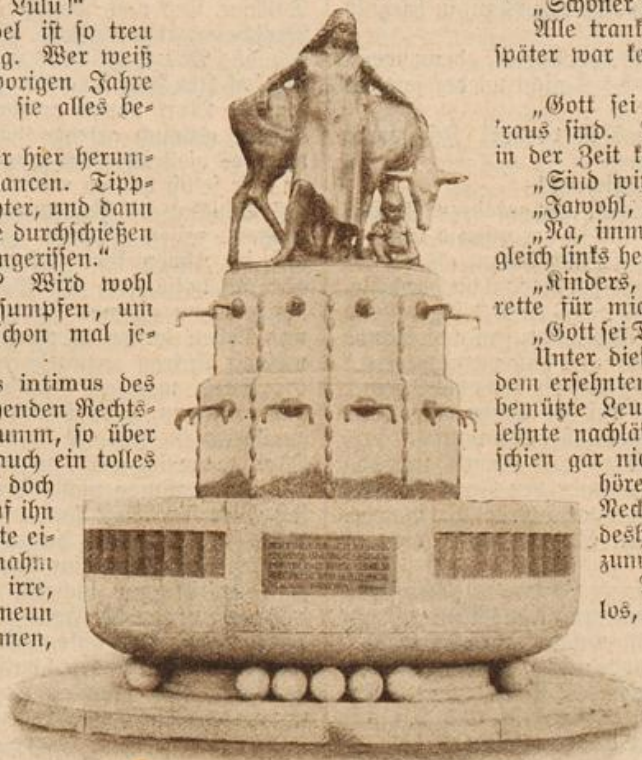 Lulu!“
bel ist so treu
g. Wer weiß
vorigen Jahre
sie alles be-
r hier herum-
ancen. Tipp-
ter, und dann
e durchschießen
ngerissen.“
? Wird wohl
sumpfen, um
schon mal je-
s intimus des
henden Rechts-
umm, so über
auch ein tolles
doch
uf ihn
te ei-
nahm
irre,
neun
men,
„Schöner
Alle trank
später war ke
„Gott sei
'raus sind.
in der Zeit k
„Sind wir
„Jawohl,
„Na, imm
gleich links he
„Kinders,
rette für mic
„Gott sei D
Unter die
dem ersehnten
bemützte Leu
lehnte nachläs
schien gar nic
höre
Rech
desh
zum
los,